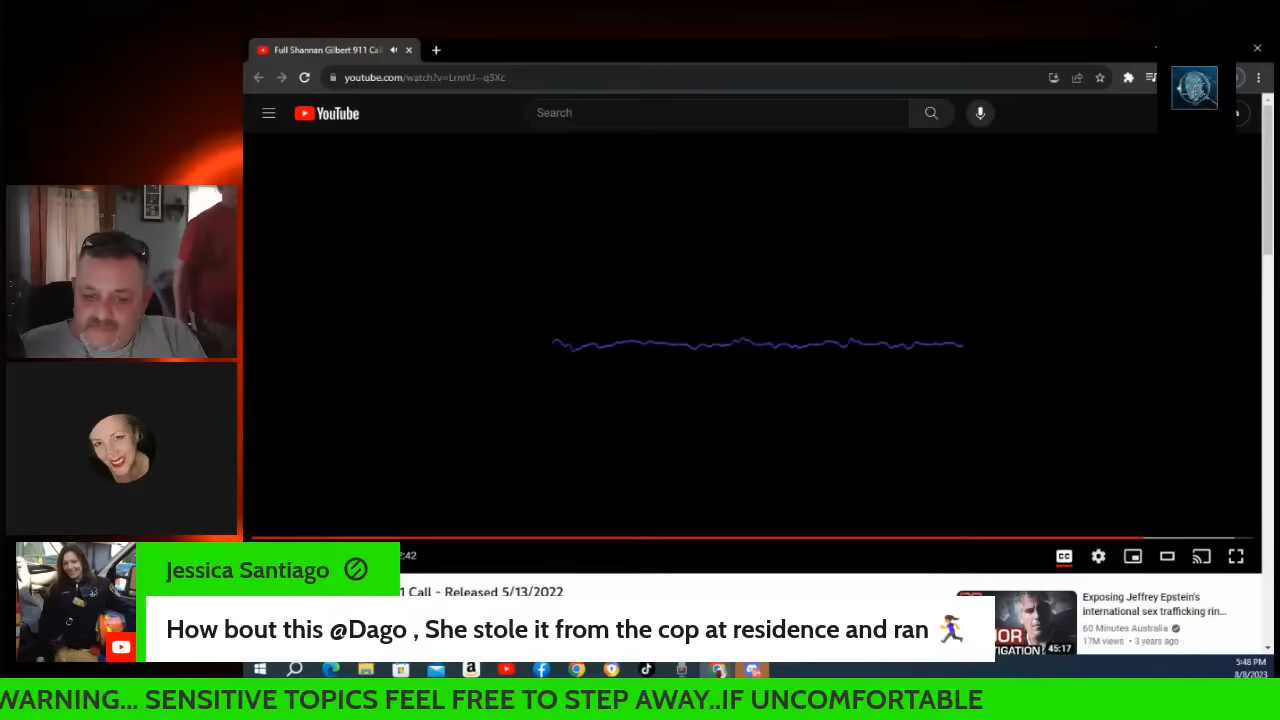 Full Shannan Gilbert 911 Cal
youtube.com/watch?v=LrnnU--q3Xc
YouTube
Search
2:42
1 Call - Released 5/13/2022
Exposing Jeffrey Epstein's
international sex trafficking rin...
60 Minutes Australia
17M views • 3 years ago
45:17
Jessica Santiago
How bout this @Dago , She stole it from the cop at residence and ran
5:48 PM
8/8/2023
WARNING... SENSITIVE TOPICS FEEL FREE TO STEP AWAY..IF UNCOMFORTABLE